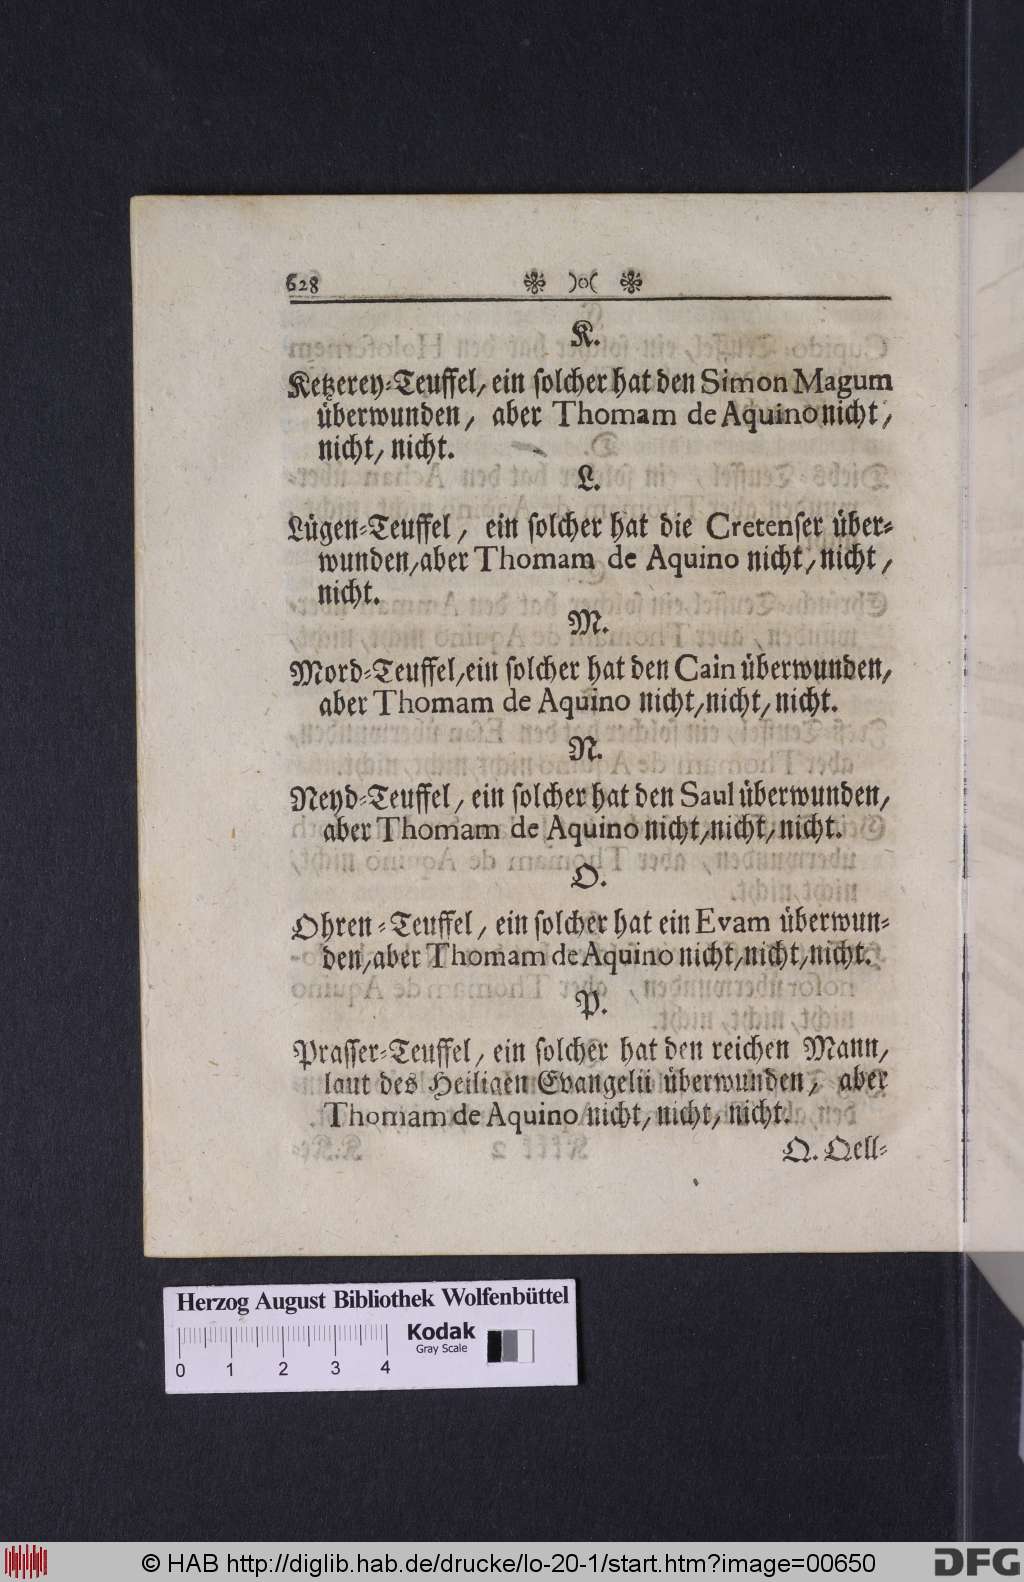 628
K.
Ketzerey-Teuffel, ein ſolcher hat den Simon Magum
überwunden, aber Thomam de Aquino nicht,
nicht, nicht.
L.
Lügen-Teuffel, ein ſolcher hat die Cretenſer über-
wunden, aber Thomam de Aquino nicht, nicht,
nicht.
M.
Mord-Teuffel, ein ſolcher hat den Cain überwunden,
aber Thomam de Aquino nicht, nicht, nicht.
N.
Neyd-Teuffel, ein ſolcher hat den Saul überwunden,
aber Thomam de Aquino nicht, nicht, nicht.
O.
Ohren-Teuffel, ein ſolcher hat ein Evam überwun-
den, aber Thomam de Aquino nicht, nicht, nicht.
P.
Praſſer-Teuffel, ein ſolcher hat den reichen Mann,
laut des Heiligen Evangelii überwunden, aber
Thomam de Aquino nicht, nicht, nicht.
Q. Qell-
Herzog August Bibliothek Wolfenbüttel
Kodak
Gray Scale
0 1 2 3 4
© HAB http://diglib.hab.de/drucke/lo-20-1/start.htm?image=00650
DFG